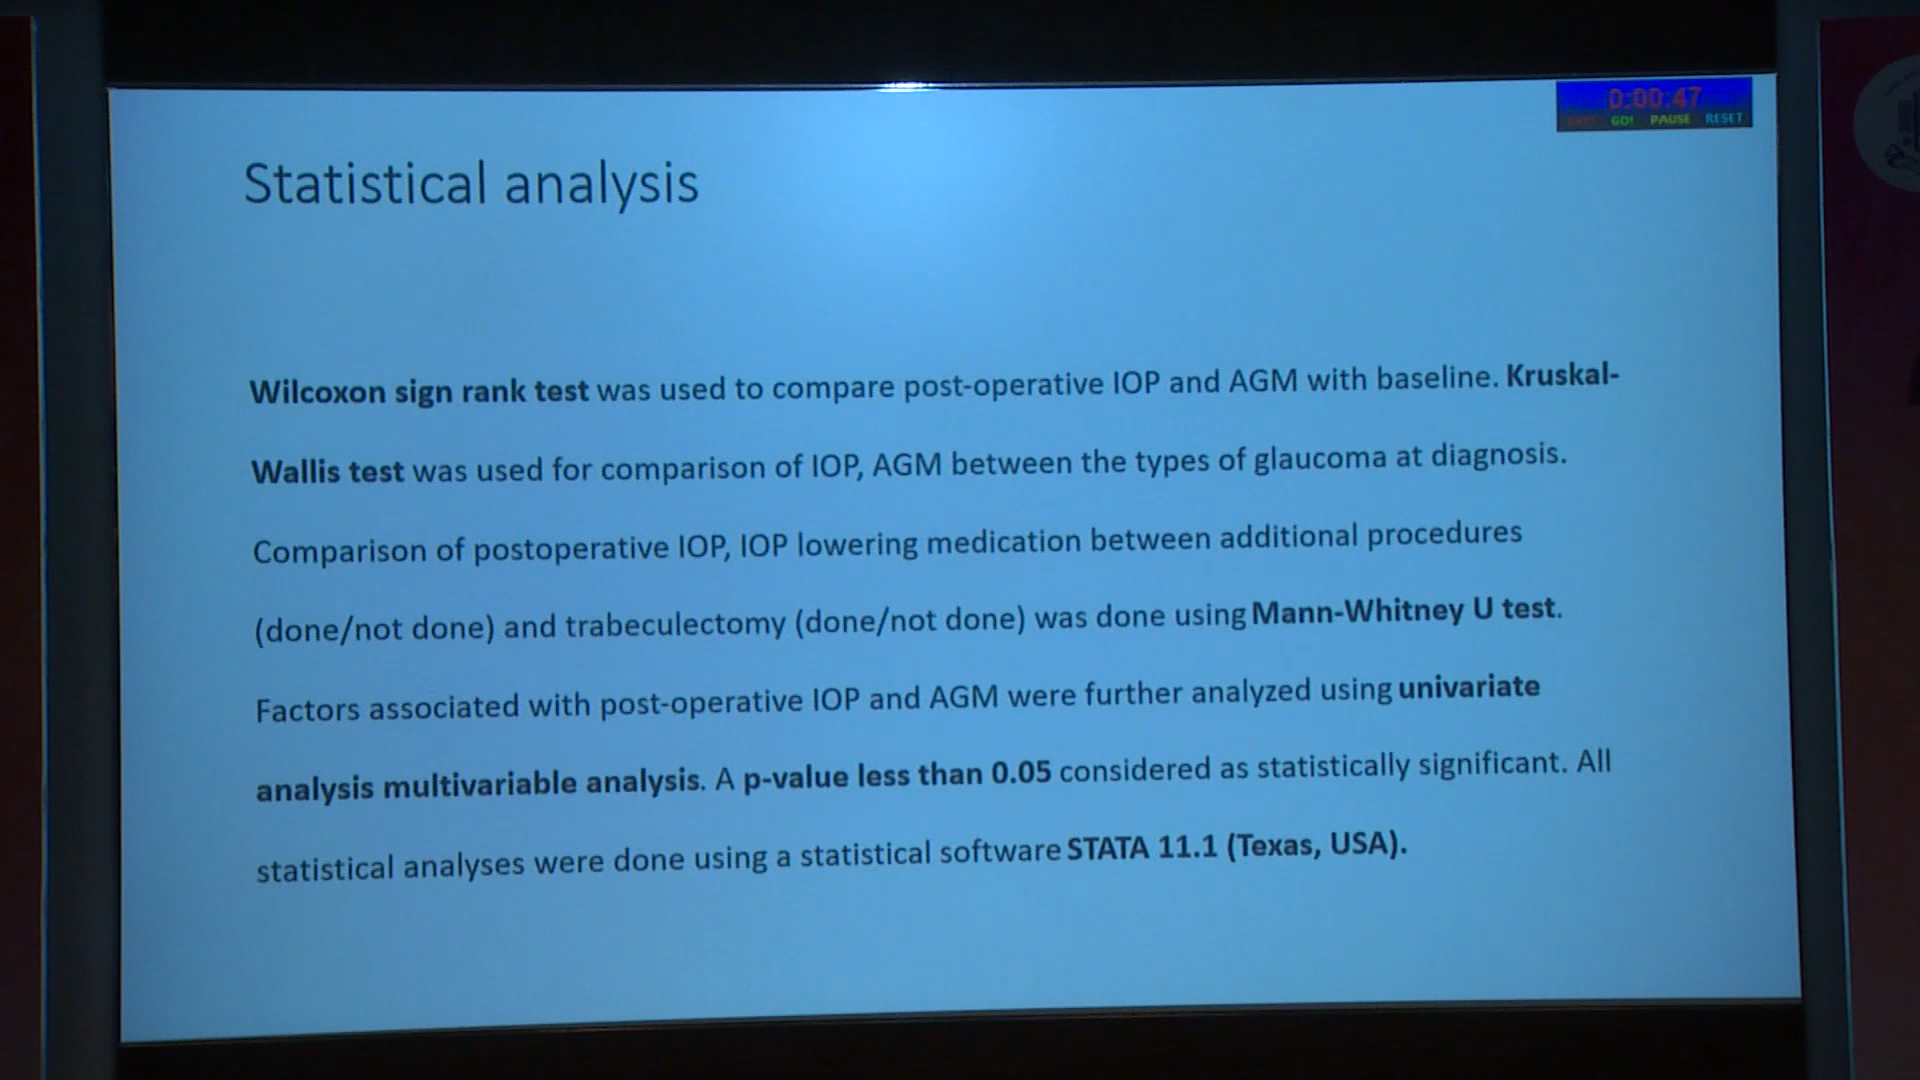 0:00:47
GO! PAUSE RESET
Statistical analysis
Wilcoxon sign rank test was used to compare post-operative IOP and AGM with baseline. Kruskal-
Wallis test was used for comparison of IOP, AGM between the types of glaucoma at diagnosis.
Comparison of postoperative IOP, IOP lowering medication between additional procedures
(done/not done) and trabeculectomy (done/not done) was done using Mann-Whitney U test.
Factors associated with post-operative IOP and AGM were further analyzed using univariate
analysis multivariable analysis. A p-value less than 0.05 considered as statistically significant. All
statistical analyses were done using a statistical software STATA 11.1 (Texas, USA).